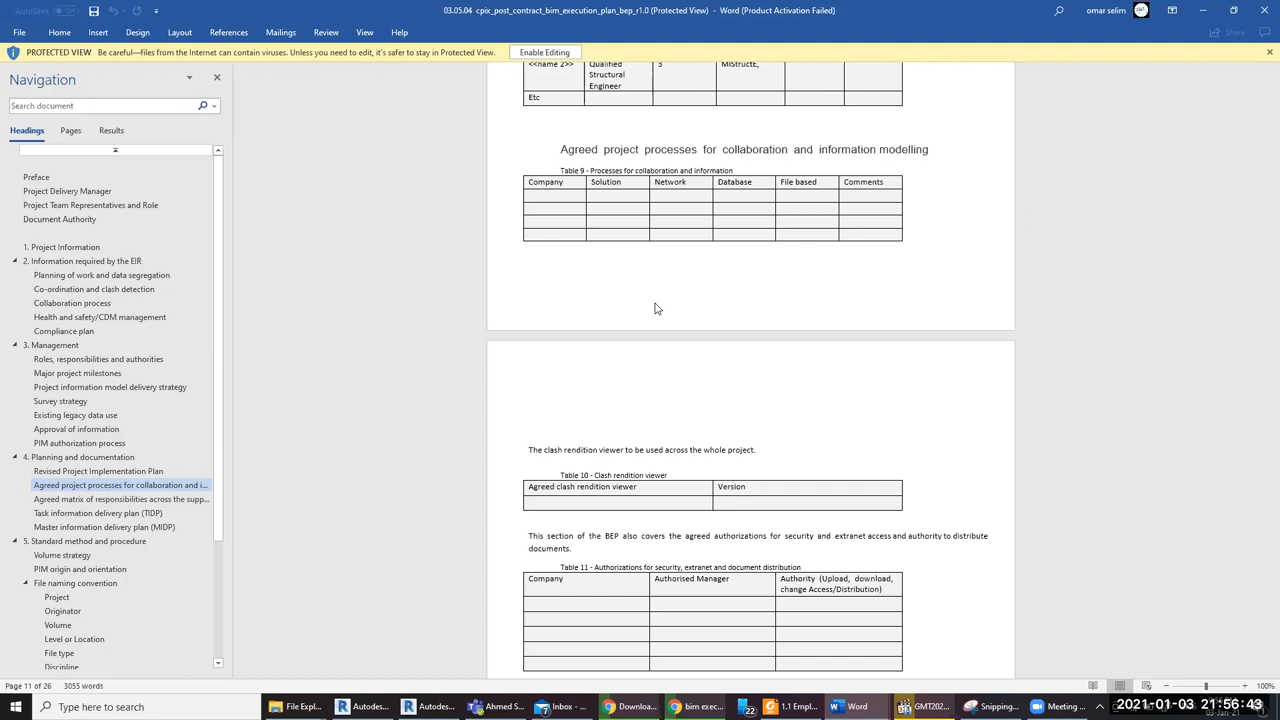 AutoSave
03.05.04 cpix_post_contract_bim_execution_plan_bep_r1.0 (Protected View) - Word (Product Activation Failed)
omar selim
File Home Insert Design Layout References Mailings Review View Help
Share
PROTECTED VIEW Be careful—files from the Internet can contain viruses. Unless you need to edit, it's safer to stay in Protected View. Enable Editing
Navigation
Search document
Headings Pages Results
Preface
Project Delivery Manager
Project Team Representatives and Role
Document Authority
1. Project Information
2. Information required by the EIR
Planning of work and data segregation
Co-ordination and clash detection
Collaboration process
Health and safety/CDM management
Compliance plan
3. Management
Roles, responsibilities and authorities
Major project milestones
Project information model delivery strategy
Survey strategy
Existing legacy data use
Approval of information
PIM authorization process
4. Planning and documentation
Revised Project Implementation Plan
Agreed project processes for collaboration and i...
Agreed matrix of responsibilities across the supp...
Task information delivery plan (TIDP)
Master information delivery plan (MIDP)
5. Standard method and procedure
Volume strategy
PIM origin and orientation
File naming convention
Project
Originator
Volume
Level or Location
File type
Discipline
<<name 2>> Qualified 3 MIStructE,
Structural
Engineer
Etc
Agreed project processes for collaboration and information modelling
Table 9 - Processes for collaboration and information
Company Solution Network Database File based Comments
The clash rendition viewer to be used across the whole project.
Table 10 - Clash rendition viewer
Agreed clash rendition viewer Version
This section of the BEP also covers the agreed authorizations for security and extranet access and authority to distribute
documents.
Table 11 - Authorizations for security, extranet and document distribution
Company Authorised Manager Authority (Upload, download,
change Access/Distribution)
Page 11 of 26 3055 words
100%
Type here to search
File Expl... Autodes... Autodes... Ahmed S... Inbox - ... Downloa... bim exec... 22 1.1 Empl... Word GMT202... Snipping... Meeting ...
2021-01-03 21:56:43
03-Jan-21